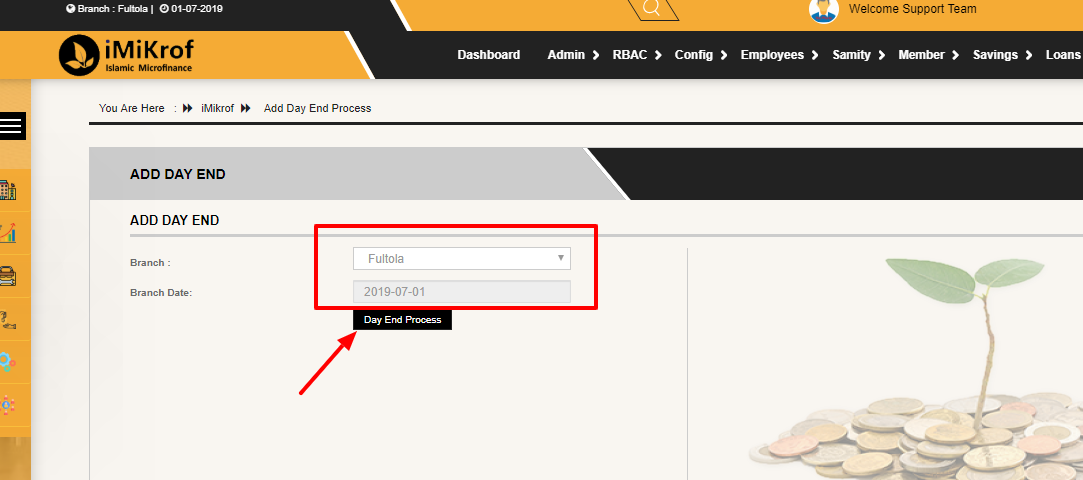 Branch : Fultola | 01-07-2019
Welcome Support Team
iMiKrof
Islamic Microfinance
Dashboard Admin RBAC Config Employees Samity Member Savings Loans
You Are Here : iMikrof Add Day End Process
ADD DAY END
ADD DAY END
Branch : Fultola
Branch Date: 2019-07-01
Day End Process